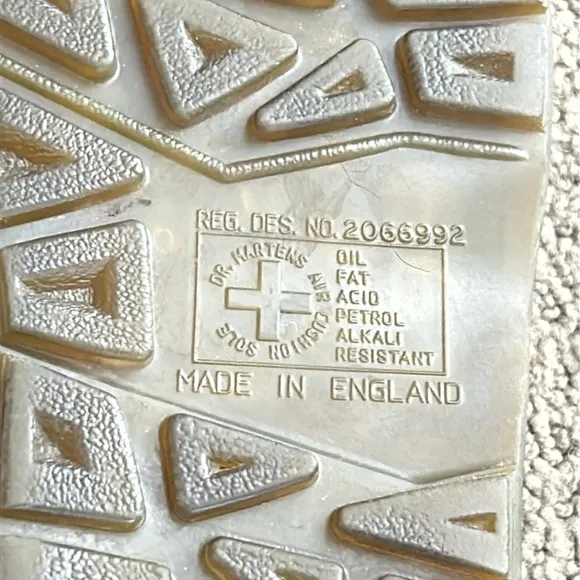 REG. DES. NO. 2066992
DR. MARTENS AIR CUSHION SOLE
OIL
FAT
ACID
PETROL
ALKALI
RESISTANT
MADE IN ENGLAND